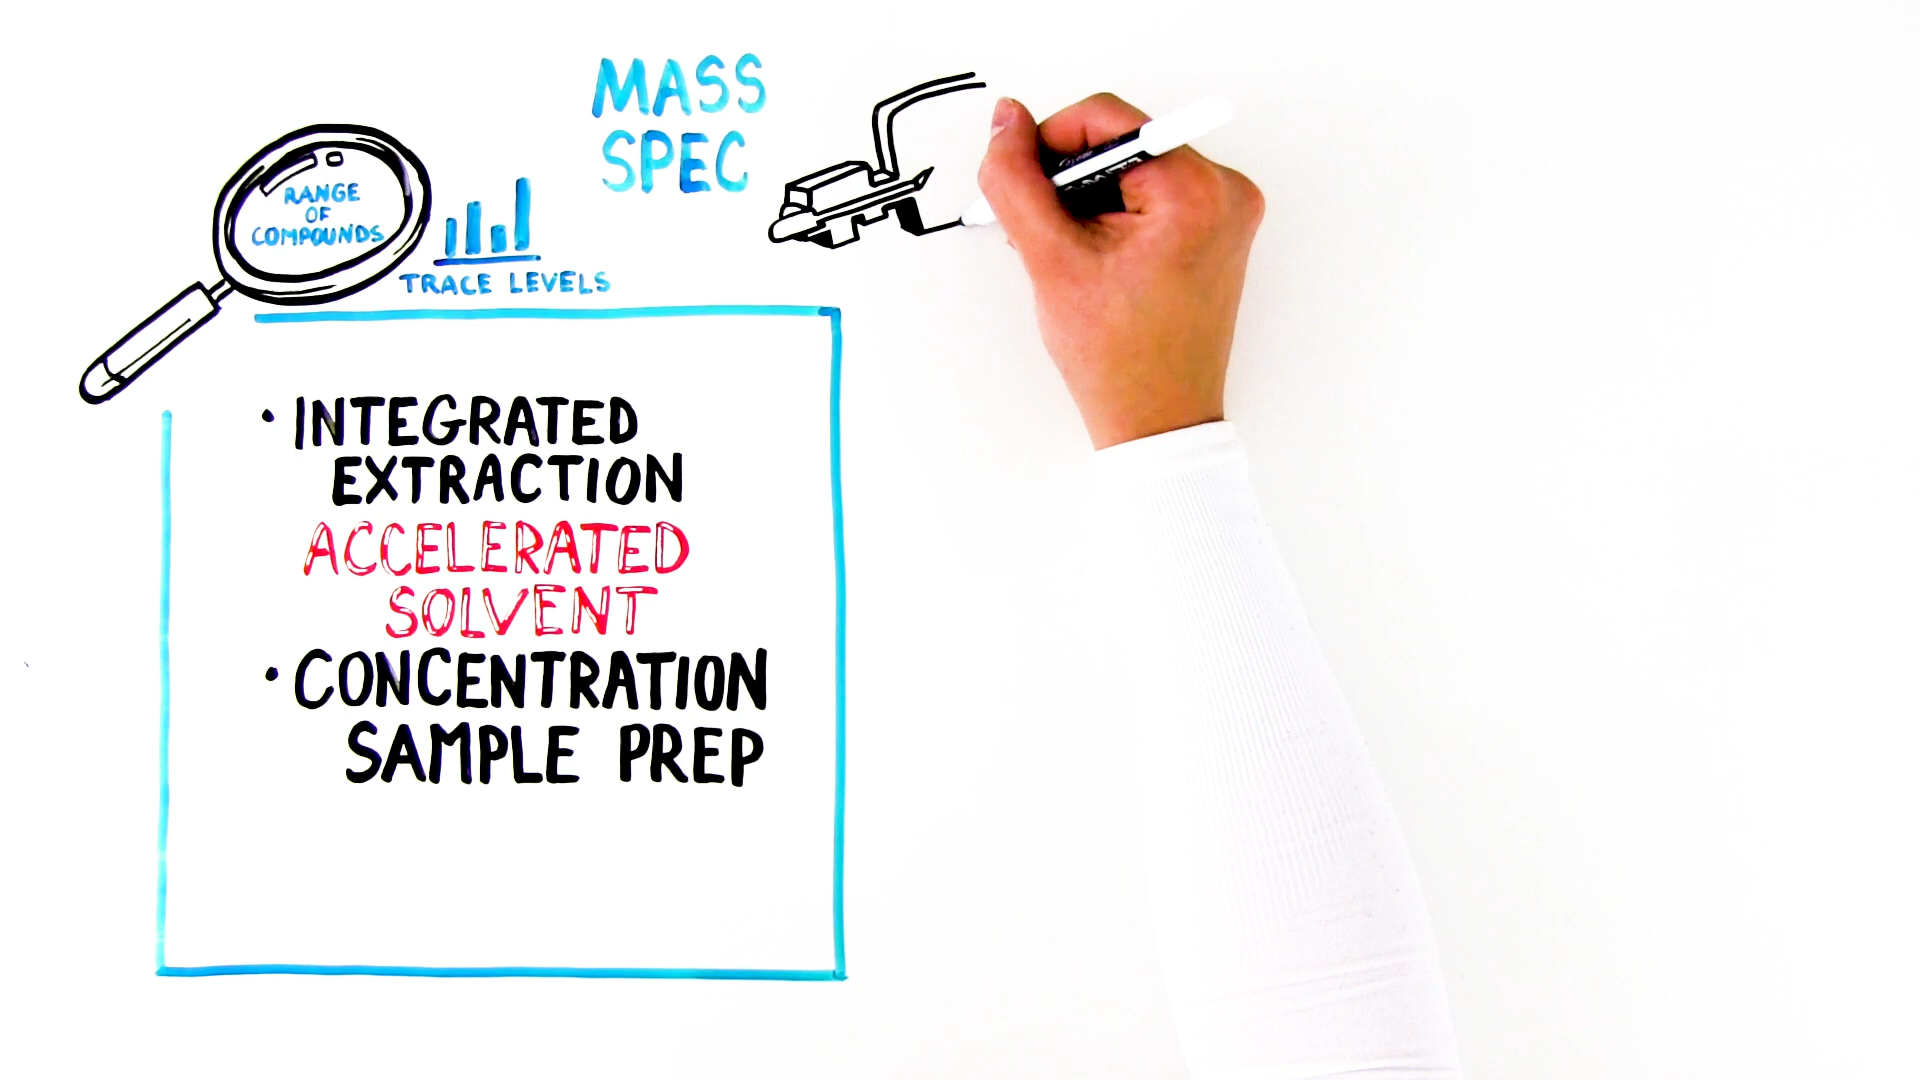 MASS
SPEC
RANGE
OF
COMPOUNDS
TRACE LEVELS
• INTEGRATED
EXTRACTION
ACCELERATED
SOLVENT
• CONCENTRATION
SAMPLE PREP